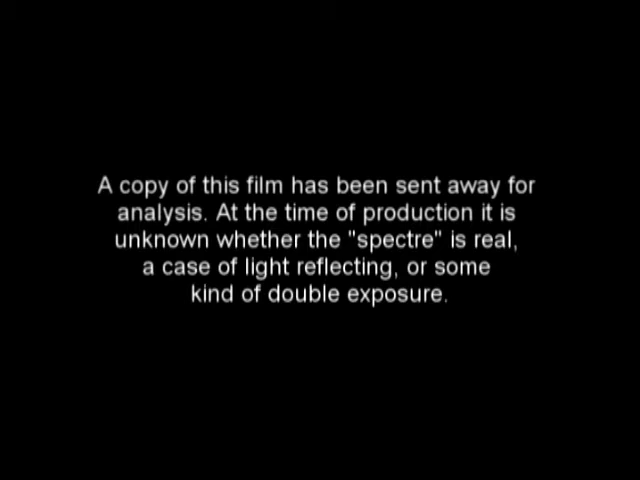 A copy of this film has been sent away for
analysis. At the time of production it is
unknown whether the "spectre" is real,
a case of light reflecting, or some
kind of double exposure.